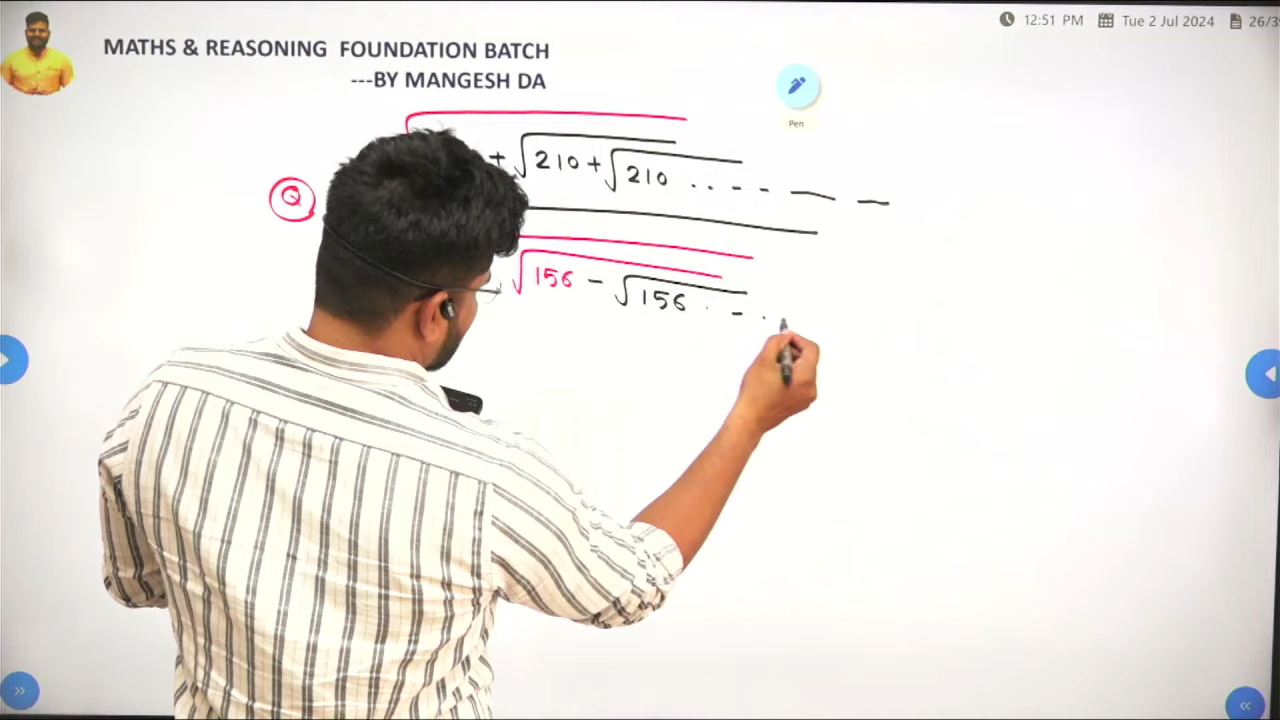 12:51 PM Tue 2 Jul 2024 26/3
MATHS & REASONING FOUNDATION BATCH
---BY MANGESH DA
Pen
+ √210 + √210 .. - - — —
Q
√156 - √156 . - .